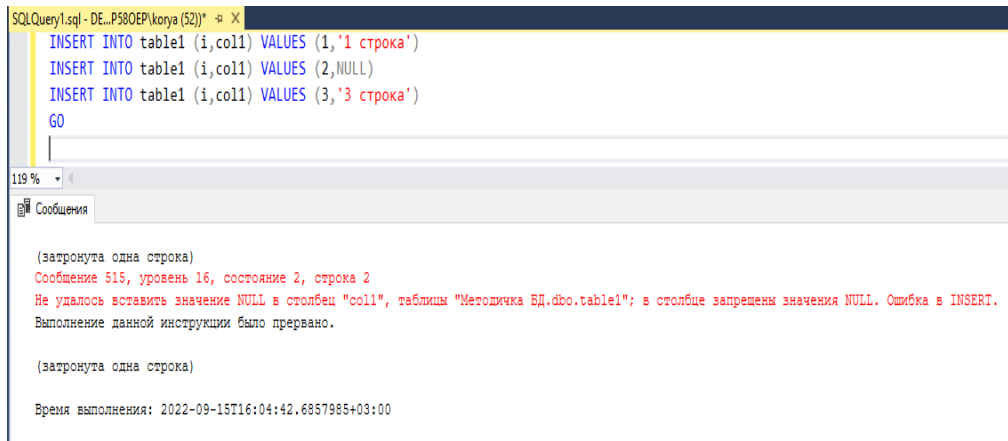 SQLQuery1.sql - DE...P58OEP\korya (52))*
INSERT INTO table1 (i,col1) VALUES (1,'1 строка')
INSERT INTO table1 (i,col1) VALUES (2,NULL)
INSERT INTO table1 (i,col1) VALUES (3,'3 строка')
GO
119 %
Сообщения
(затронута одна строка)
Сообщение 515, уровень 16, состояние 2, строка 2
Не удалось вставить значение NULL в столбец "col1", таблицы "Методичка БД.dbo.table1"; в столбце запрещены значения NULL. Ошибка в INSERT.
Выполнение данной инструкции было прервано.
(затронута одна строка)
Время выполнения: 2022-09-15T16:04:42.6857985+03:00